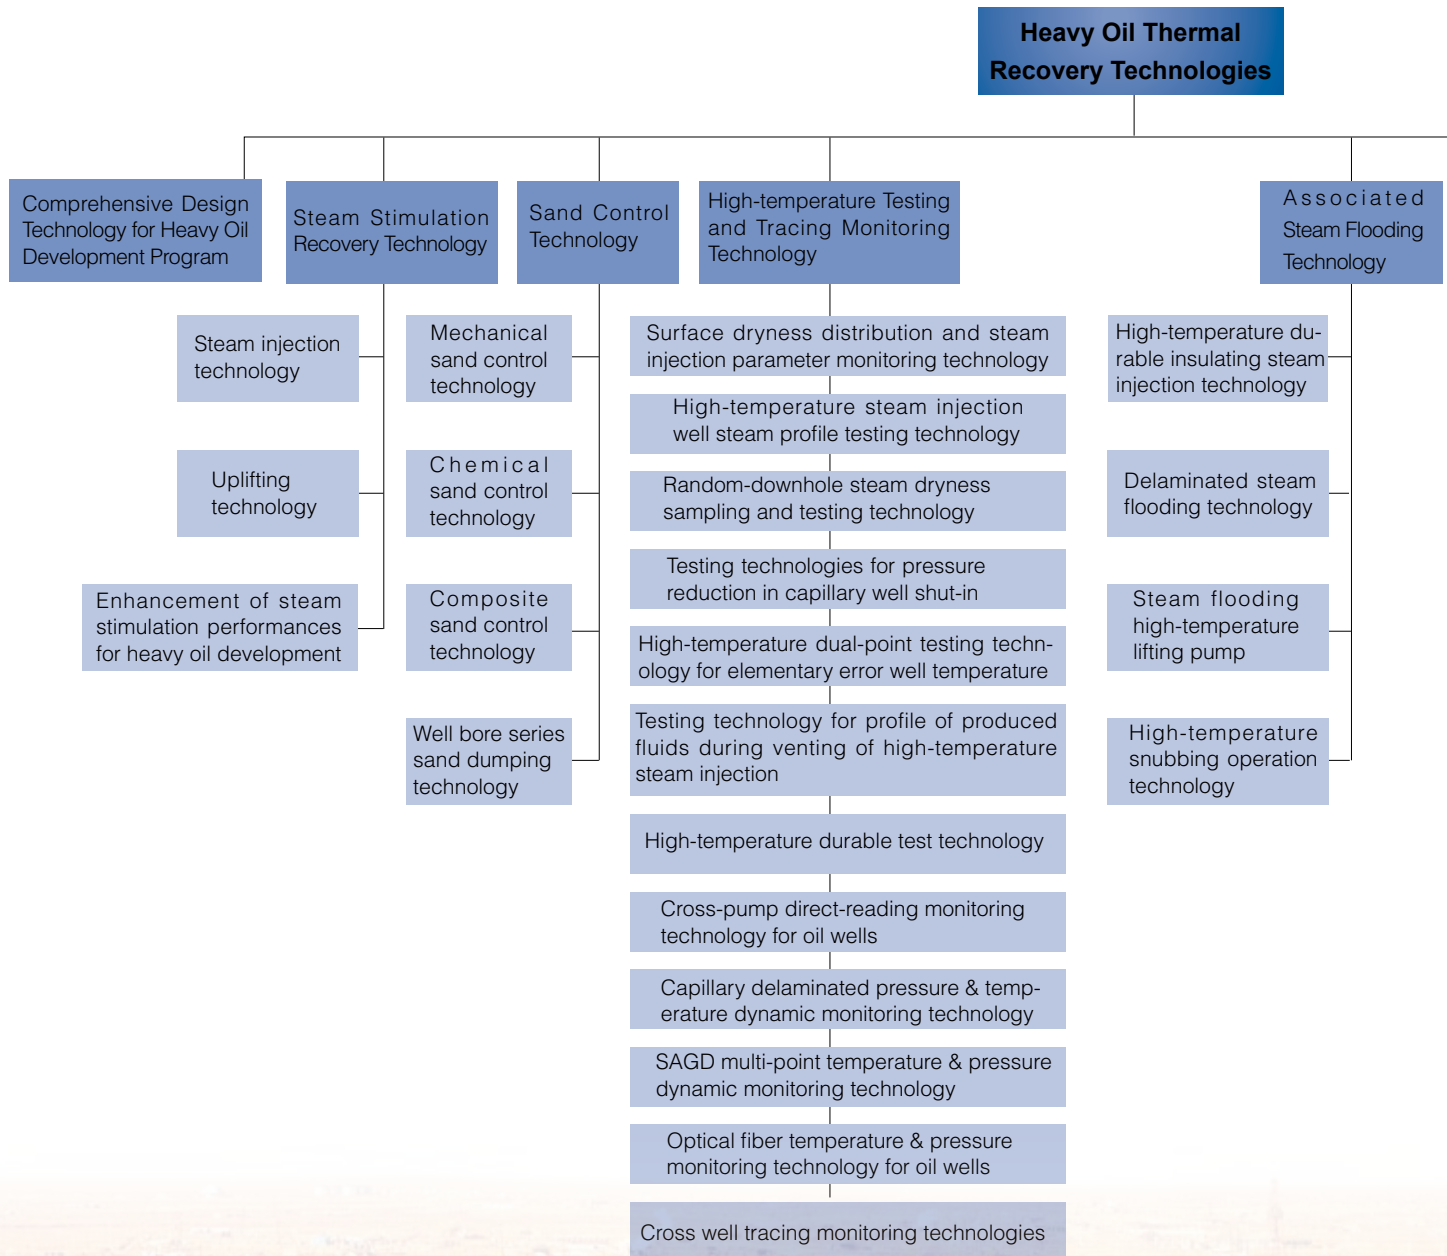 Heavy Oil Thermal
Recovery Technologies
Comprehensive Design
Technology for Heavy Oil
Development Program
Steam Stimulation
Recovery Technology
Sand Control
Technology
High-temperature Testing
and Tracing Monitoring
Technology
Associated
Steam Flooding
Technology
Steam injection
technology
Uplifting
technology
Enhancement of steam
stimulation performances
for heavy oil development
Mechanical
sand control
technology
Chemical
sand control
technology
Composite
sand control
technology
Well bore series
sand dumping
technology
Surface dryness distribution and steam
injection parameter monitoring technology
High-temperature steam injection
well steam profile testing technology
Random-downhole steam dryness
sampling and testing technology
Testing technologies for pressure
reduction in capillary well shut-in
High-temperature dual-point testing techn-
ology for elementary error well temperature
Testing technology for profile of produced
fluids during venting of high-temperature
steam injection
High-temperature durable test technology
Cross-pump direct-reading monitoring
technology for oil wells
Capillary delaminated pressure & temp-
erature dynamic monitoring technology
SAGD multi-point temperature & pressure
dynamic monitoring technology
Optical fiber temperature & pressure
monitoring technology for oil wells
Cross well tracing monitoring technologies
High-temperature du-
rable insulating steam
injection technology
Delaminated steam
flooding technology
Steam flooding
high-temperature
lifting pump
High-temperature
snubbing operation
technology